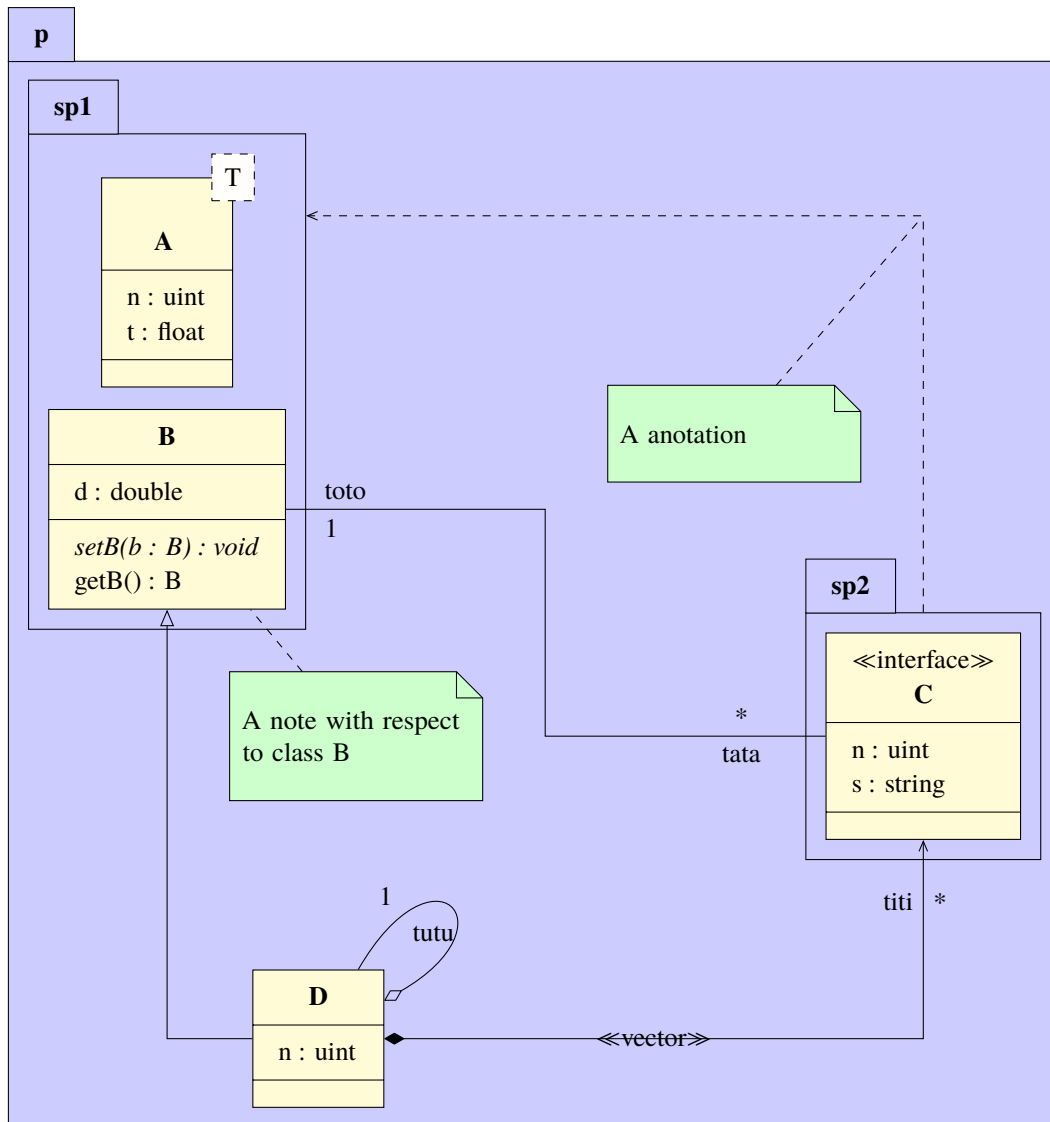 p
sp1
T
A
n : uint
t : float
B
d : double
setB(b : B) : void
getB() : B
toto
1
A anotation
sp2
≪interface≫
C
n : uint
s : string
*
tata
A note with respect
to class B
titi
*
1
tutu
D
n : uint
≪vector≫